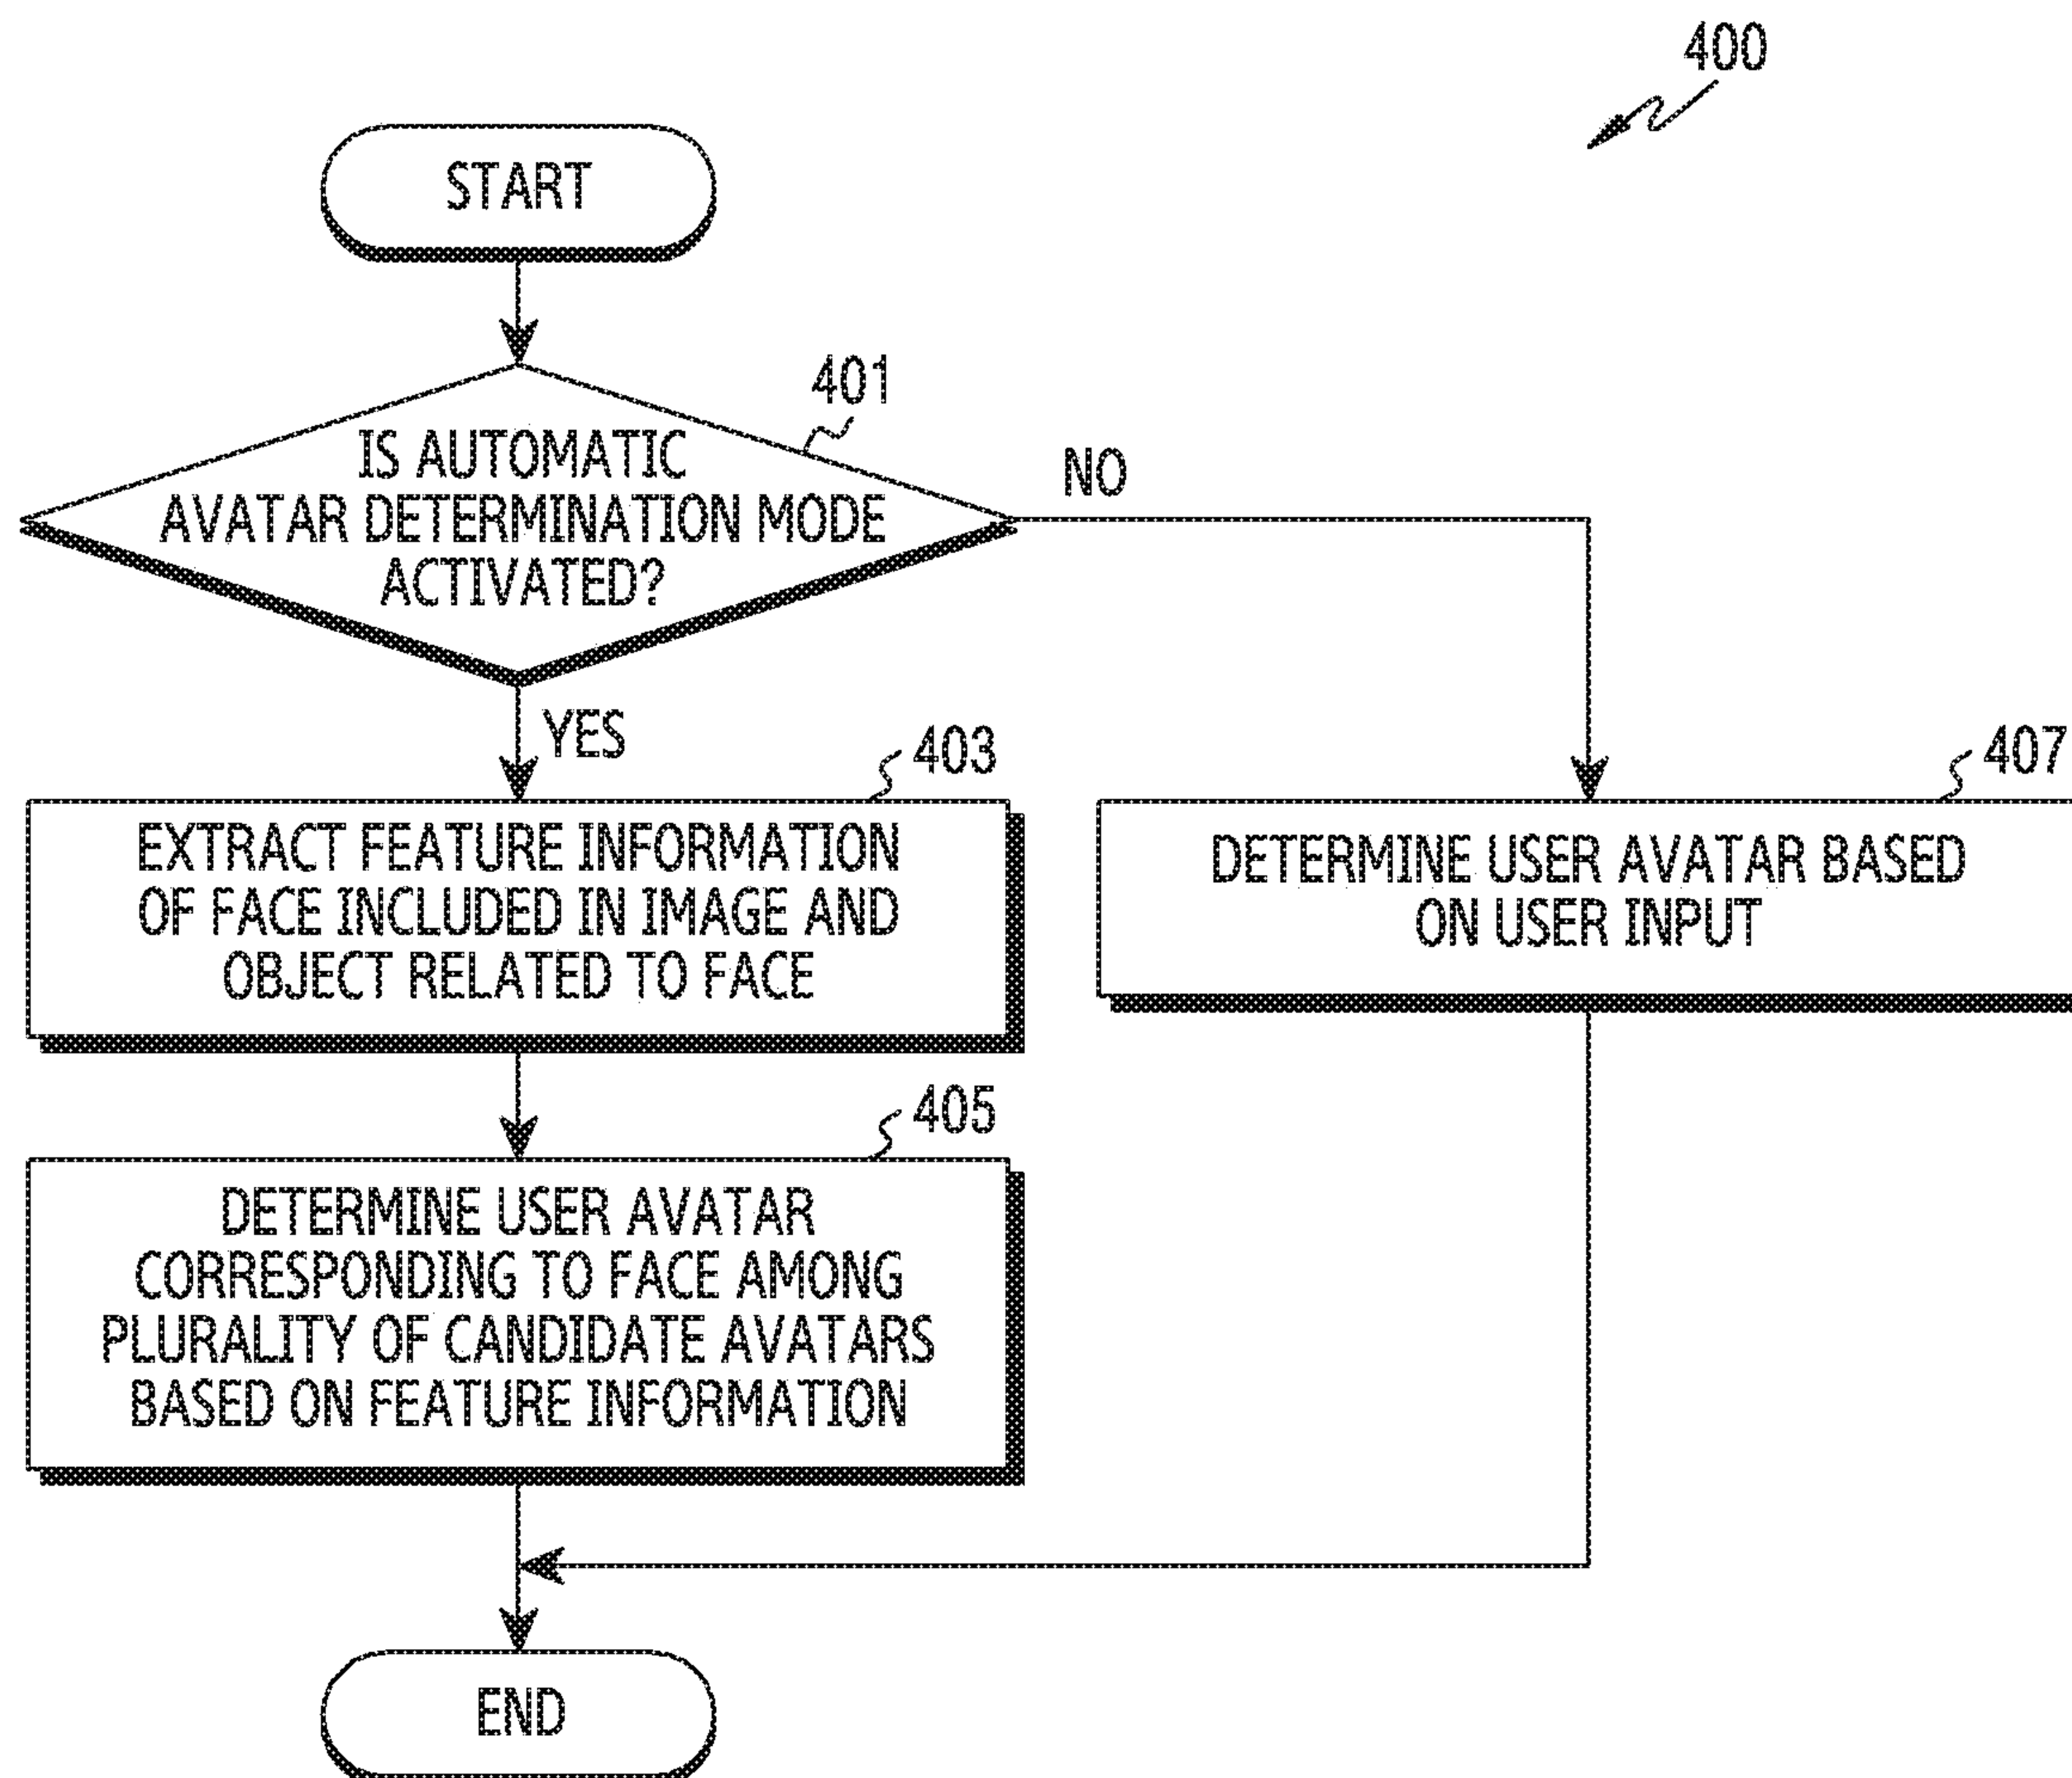 400
START
401
IS AUTOMATIC
AVATAR DETERMINATION MODE
ACTIVATED?
NO
YES
403
EXTRACT FEATURE INFORMATION
OF FACE INCLUDED IN IMAGE AND
OBJECT RELATED TO FACE
407
DETERMINE USER AVATAR BASED
ON USER INPUT
405
DETERMINE USER AVATAR
CORRESPONDING TO FACE AMONG
PLURALITY OF CANDIDATE AVATARS
BASED ON FEATURE INFORMATION
END